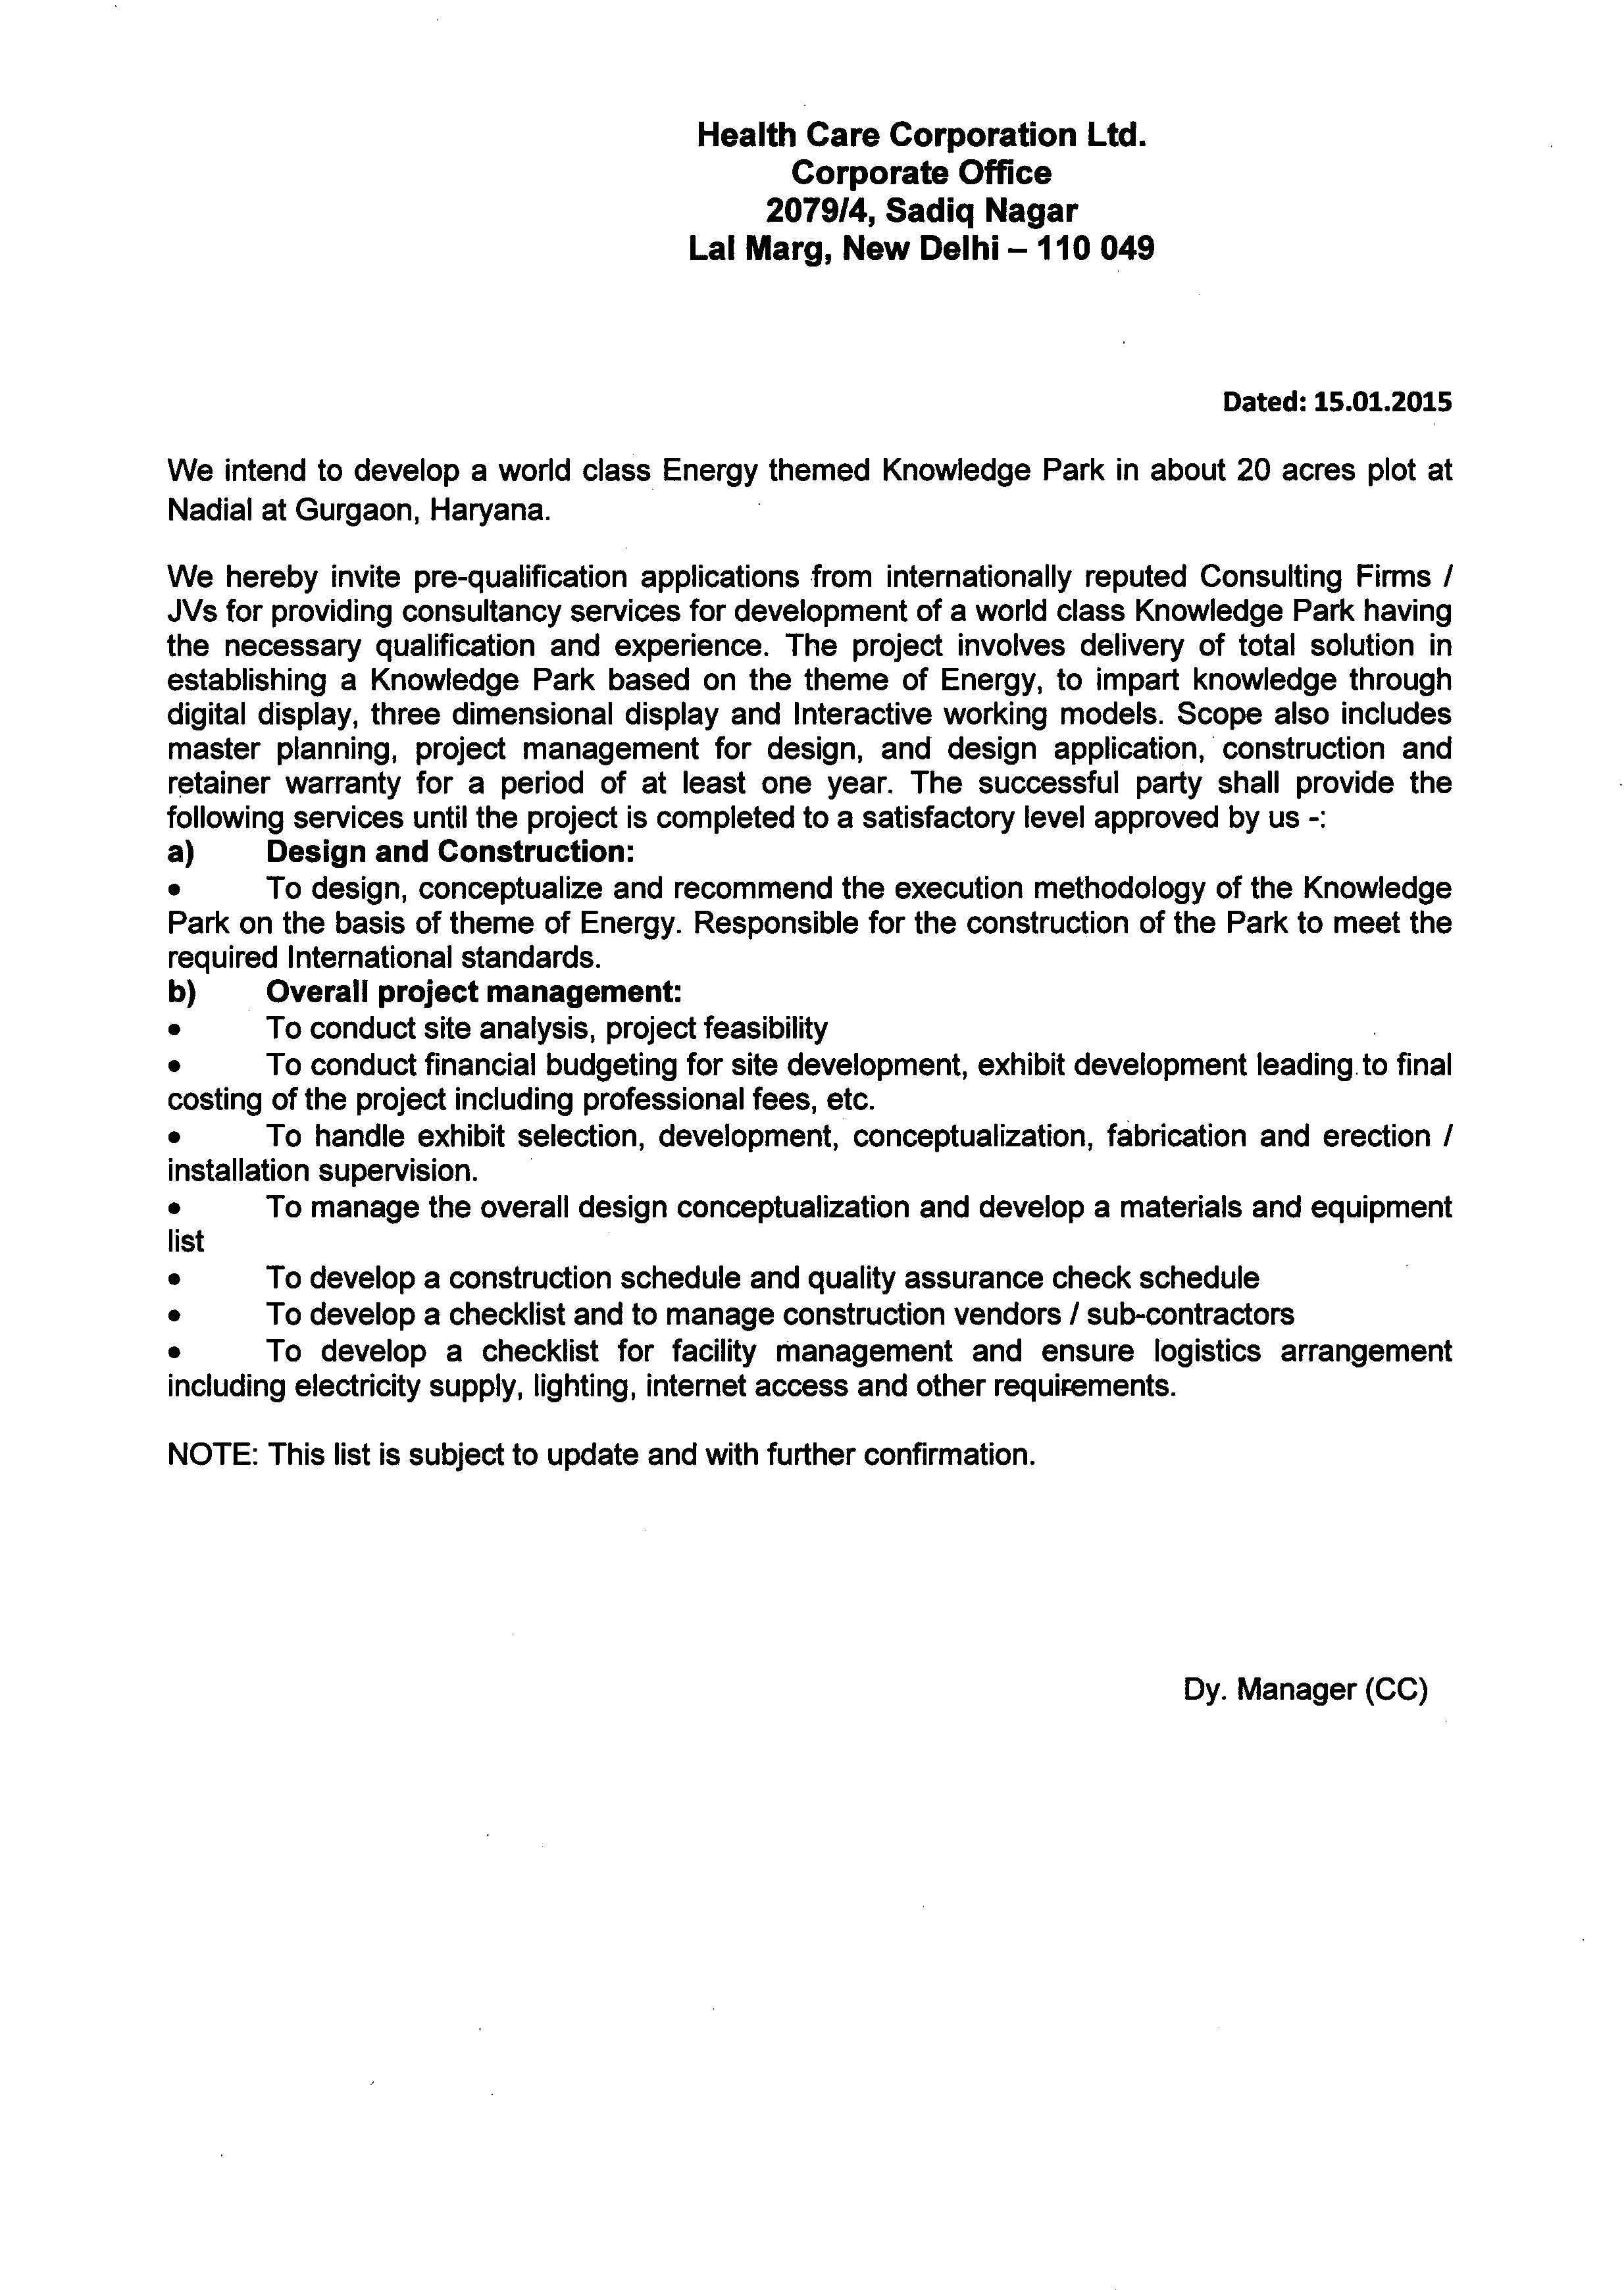 Health Care Corporation Ltd.
Corporate Office
2079/4, Sadiq Nagar
Lal Marg, New Delhi – 110 049
Dated: 15.01.2015
We intend to develop a world class Energy themed Knowledge Park in about 20 acres plot at
Nadial at Gurgaon, Haryana.
We hereby invite pre-qualification applications from internationally reputed Consulting Firms /
JVs for providing consultancy services for development of a world class Knowledge Park having
the necessary qualification and experience. The project involves delivery of total solution in
establishing a Knowledge Park based on the theme of Energy, to impart knowledge through
digital display, three dimensional display and Interactive working models. Scope also includes
master planning, project management for design, and design application, construction and
retainer warranty for a period of at least one year. The successful party shall provide the
following services until the project is completed to a satisfactory level approved by us -:
a) Design and Construction:
• To design, conceptualize and recommend the execution methodology of the Knowledge
Park on the basis of theme of Energy. Responsible for the construction of the Park to meet the
required International standards.
b) Overall project management:
• To conduct site analysis, project feasibility
• To conduct financial budgeting for site development, exhibit development leading to final
costing of the project including professional fees, etc.
• To handle exhibit selection, development, conceptualization, fabrication and erection /
installation supervision.
• To manage the overall design conceptualization and develop a materials and equipment
list
• To develop a construction schedule and quality assurance check schedule
• To develop a checklist and to manage construction vendors / sub-contractors
• To develop a checklist for facility management and ensure logistics arrangement
including electricity supply, lighting, internet access and other requirements.
NOTE: This list is subject to update and with further confirmation.
Dy. Manager (CC)